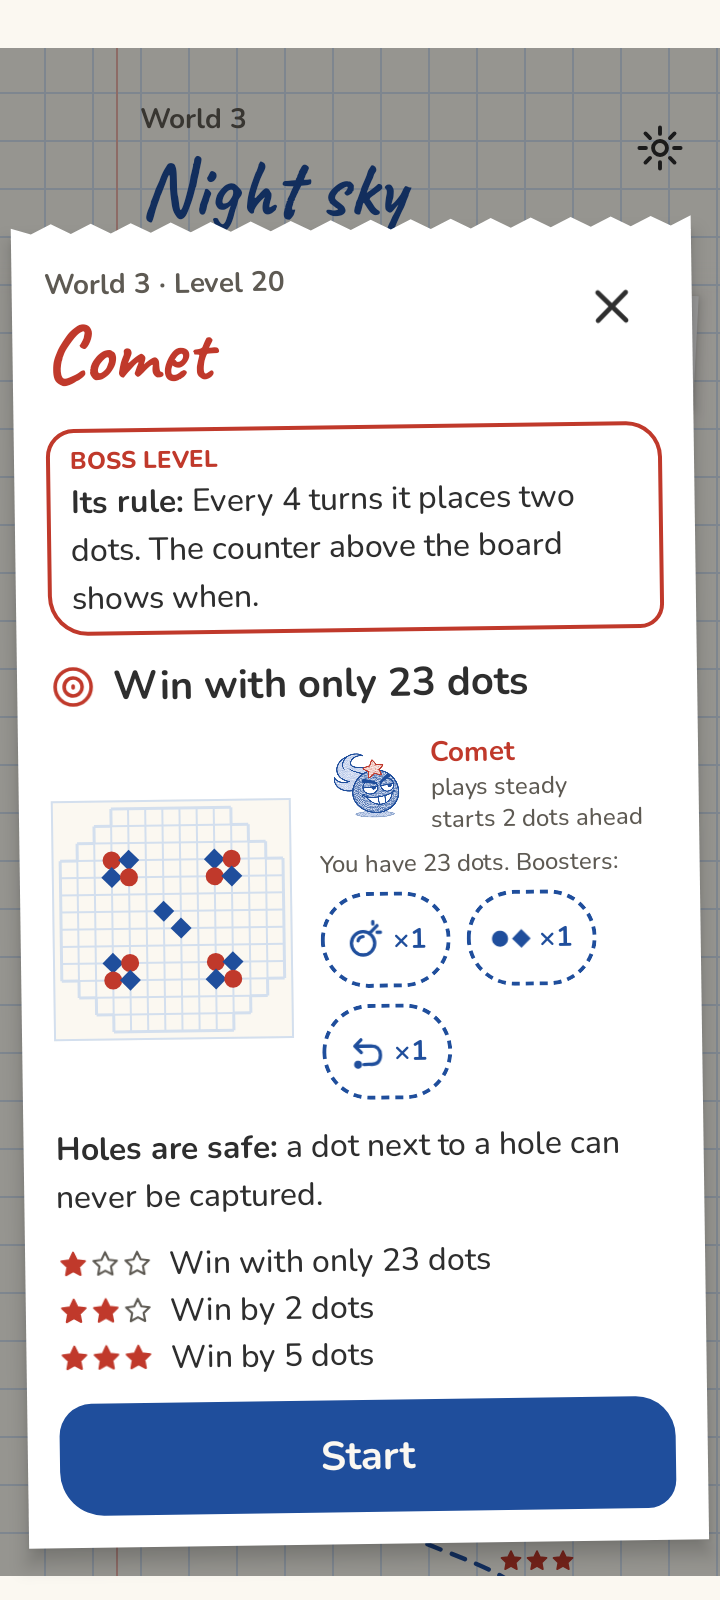 World 3
Night sky
World 3 · Level 20
Comet
BOSS LEVEL
Its rule: Every 4 turns it places two
dots. The counter above the board
shows when.
Win with only 23 dots
Comet
plays steady
starts 2 dots ahead
You have 23 dots. Boosters:
×1
×1
×1
Holes are safe: a dot next to a hole can
never be captured.
Win with only 23 dots
Win by 2 dots
Win by 5 dots
Start